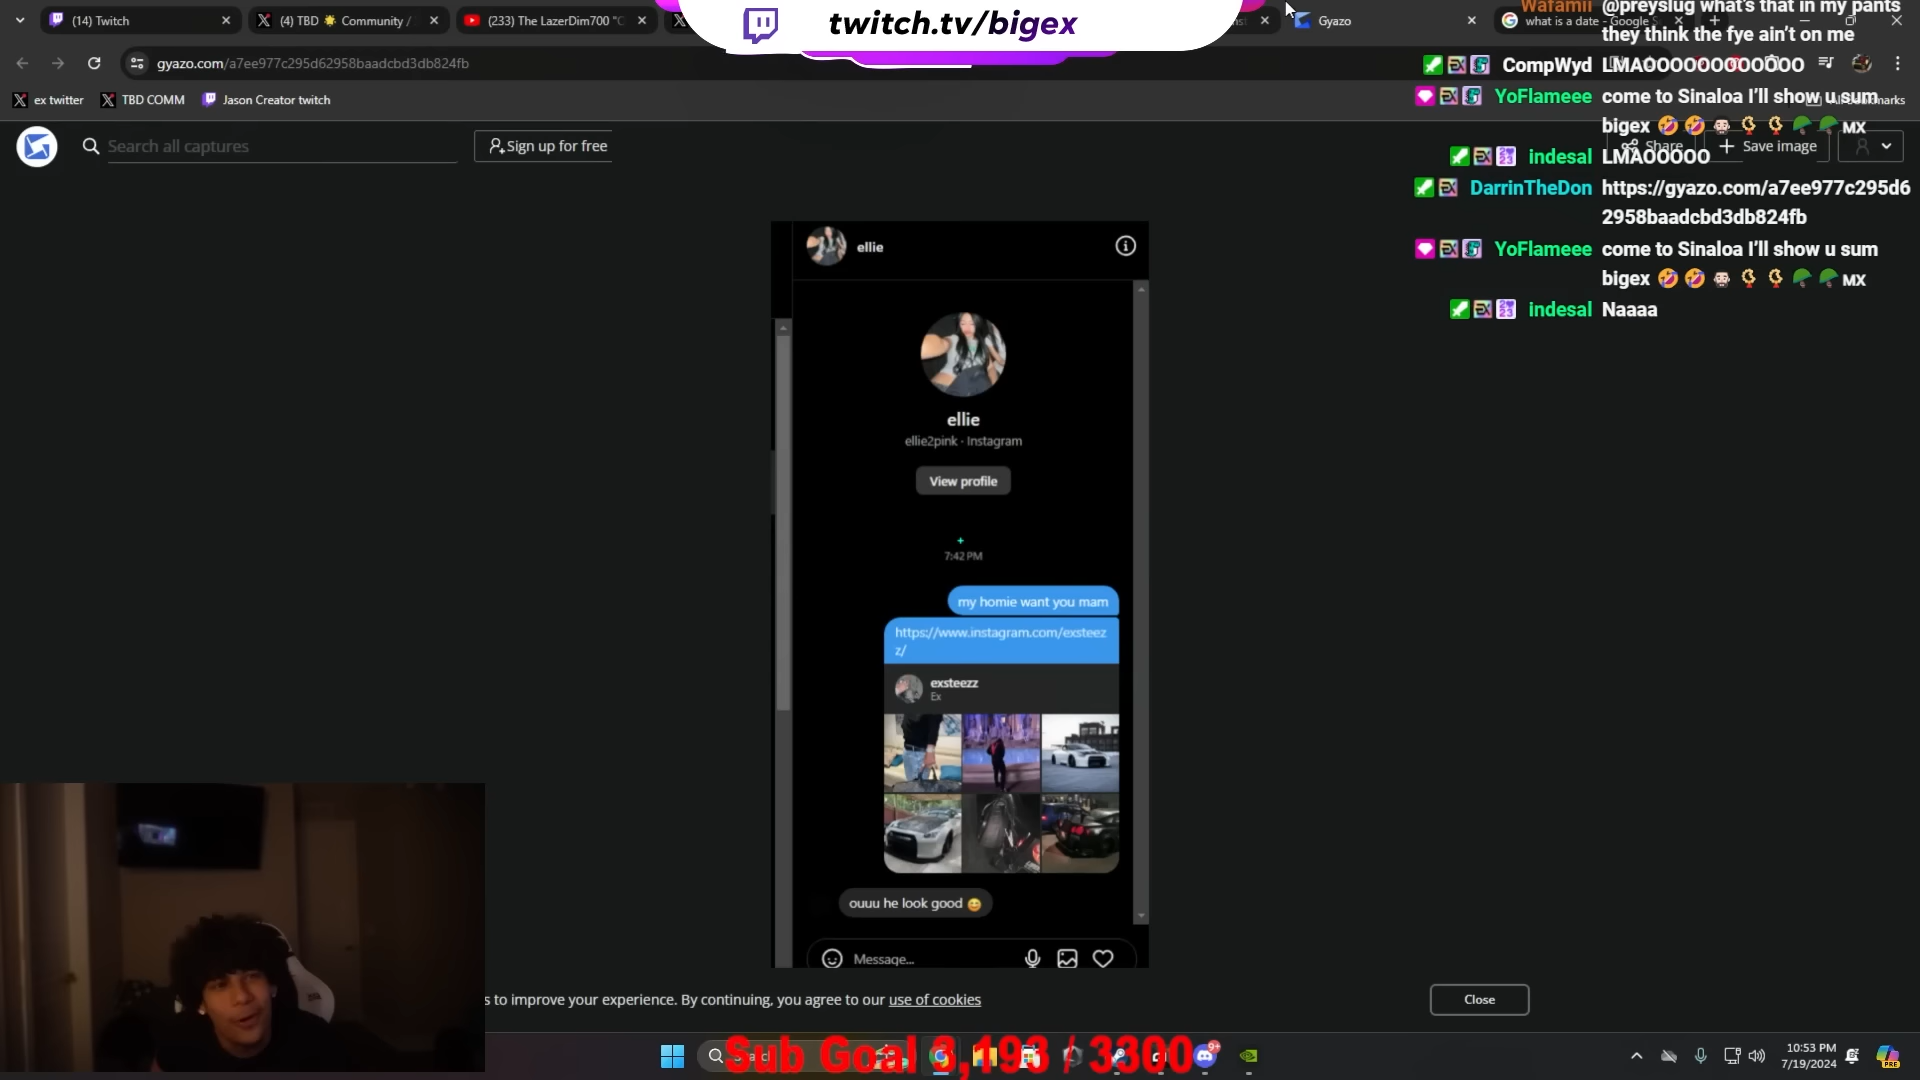 (14) Twitch
(4) TBD 🌟 Community /
(233) The LazerDim700 "C
twitch.tv/bigex
Gyazo
what is a date - Google S
gyazo.com/a7ee977c295d62958baadcbd3db824fb
ex twitter
TBD COMM
Jason Creator twitch
Search all captures
Sign up for free
Share
Save image
Wafamii @preyslug what's that in my pants
they think the fye ain't on me
CompWyd LMAOOOOOOOOOOOO
YoFlameee come to Sinaloa I'll show u sum
bigex 🤣 🤣 MX
indesal LMAOOOOO
DarrinTheDon https://gyazo.com/a7ee977c295d6
2958baadcbd3db824fb
YoFlameee come to Sinaloa I'll show u sum
bigex 🤣 🤣 MX
indesal Naaaa
ellie
ellie
ellie2pink · Instagram
View profile
7:42 PM
my homie want you mam
https://www.instagram.com/exsteez
z/
exsteezz
Ex
ouuu he look good 😊
Message...
s to improve your experience. By continuing, you agree to our use of cookies
Close
Sub Goal 3,193 / 3300
9+
10:53 PM
7/19/2024